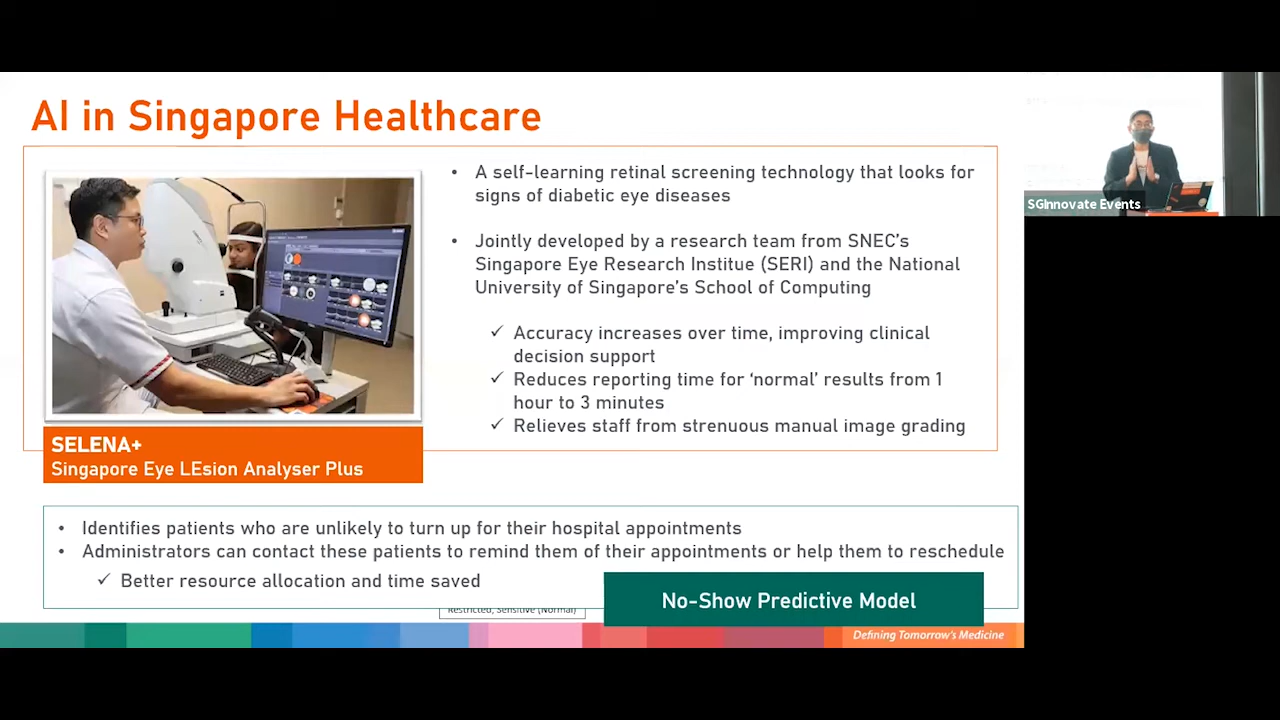 AI in Singapore Healthcare
• A self-learning retinal screening technology that looks for
signs of diabetic eye diseases
• Jointly developed by a research team from SNEC's
Singapore Eye Research Institue (SERI) and the National
University of Singapore's School of Computing
✓ Accuracy increases over time, improving clinical
decision support
✓ Reduces reporting time for 'normal' results from 1
hour to 3 minutes
✓ Relieves staff from strenuous manual image grading
SELENA+
Singapore Eye LEsion Analyser Plus
• Identifies patients who are unlikely to turn up for their hospital appointments
• Administrators can contact these patients to remind them of their appointments or help them to reschedule
✓ Better resource allocation and time saved
No-Show Predictive Model
Restricted, Sensitive (Normal)
Defining Tomorrow's Medicine
SGInnovate Events